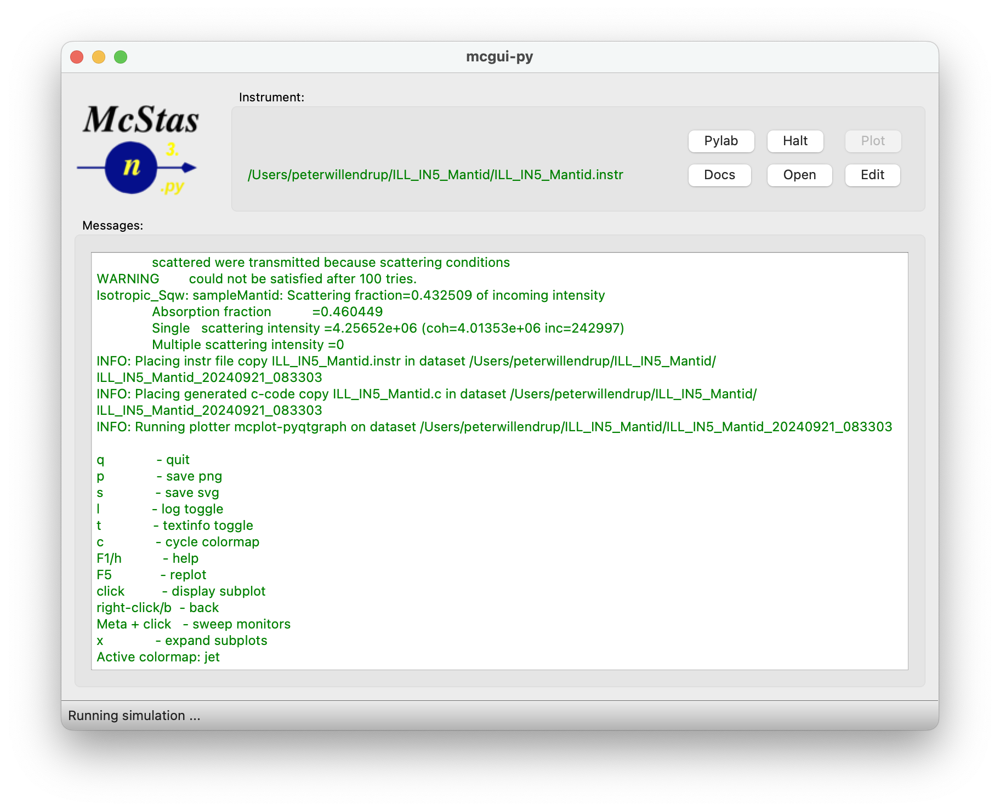 mcgui-py
McStas
3.
n
.py
Instrument:
Pylab Halt Plot
/Users/peterwillendrup/ILL_IN5_Mantid/ILL_IN5_Mantid.instr Docs Open Edit
Messages:
scattered were transmitted because scattering conditions
WARNING could not be satisfied after 100 tries.
Isotropic_Sqw: sampleMantid: Scattering fraction=0.432509 of incoming intensity
Absorption fraction =0.460449
Single scattering intensity =4.25652e+06 (coh=4.01353e+06 inc=242997)
Multiple scattering intensity =0
INFO: Placing instr file copy ILL_IN5_Mantid.instr in dataset /Users/peterwillendrup/ILL_IN5_Mantid/
ILL_IN5_Mantid_20240921_083303
INFO: Placing generated c-code copy ILL_IN5_Mantid.c in dataset /Users/peterwillendrup/ILL_IN5_Mantid/
ILL_IN5_Mantid_20240921_083303
INFO: Running plotter mcplot-pyqtgraph on dataset /Users/peterwillendrup/ILL_IN5_Mantid/ILL_IN5_Mantid_20240921_083303
q - quit
p - save png
s - save svg
l - log toggle
t - textinfo toggle
c - cycle colormap
F1/h - help
F5 - replot
click - display subplot
right-click/b - back
Meta + click - sweep monitors
x - expand subplots
Active colormap: jet
Running simulation ...